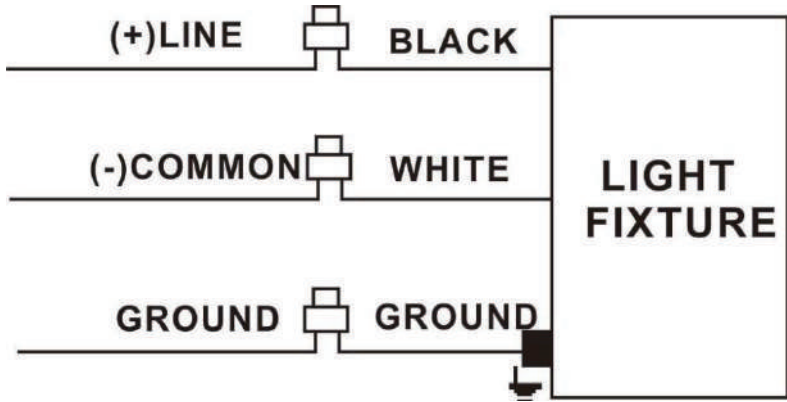 (+)LINE BLACK
(-)COMMON WHITE
LIGHT
FIXTURE
GROUND GROUND